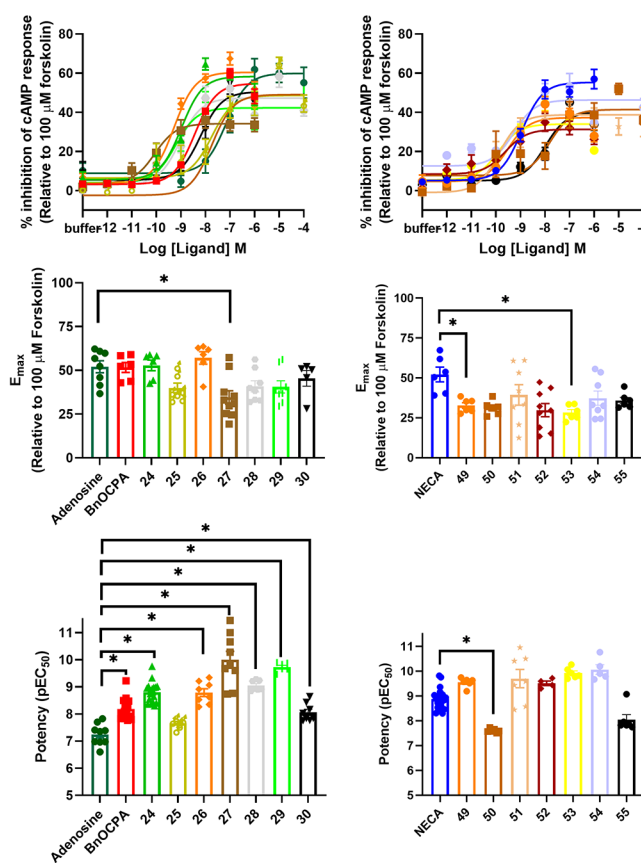 % inhibition of cAMP response
(Relative to 100 µM forskolin)
80
60
40
20
0
buffer -12 -11 -10 -9 -8 -7 -6 -5 -4
Log [Ligand] M
% inhibition of cAMP response
(Relative to 100 µM forskolin)
80
60
40
20
0
buffer -12 -11 -10 -9 -8 -7 -6 -5 -4
Log [Ligand] M
Emax
(Relative to 100 µM Forskolin)
100
75
50
25
0
*
Adenosine BnOCPA 24 25 26 27 28 29 30
Emax
(Relative to 100 µM Forskolin)
100
75
50
25
0
* *
NECA 49 50 51 52 53 54 55
Potency (pEC50)
11
10
9
8
7
6
5
* * * * * * *
Adenosine BnOCPA 24 25 26 27 28 29 30
Potency (pEC50)
11
10
9
8
7
6
5
*
NECA 49 50 51 52 53 54 55